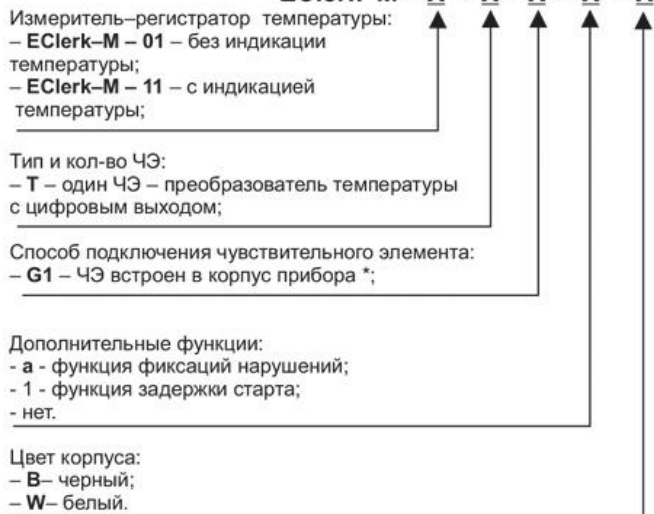 Измеритель–регистратор температуры:
– EClerk–M – 01 – без индикации
температуры;
– EClerk–M – 11 – с индикацией
температуры;
Тип и кол-во ЧЭ:
– Т – один ЧЭ – преобразователь температуры
с цифровым выходом;
Способ подключения чувствительного элемента:
– G1 – ЧЭ встроен в корпус прибора *;
Дополнительные функции:
- а - функция фиксаций нарушений;
- 1 - функция задержки старта;
- нет.
Цвет корпуса:
– B– черный;
– W– белый.